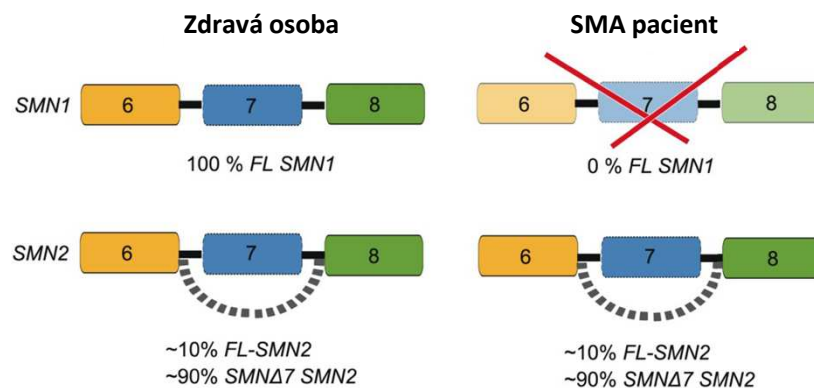 Zdravá osoba
SMA pacient
SMN1 6 7 8
6 7 8
100 % FL SMN1
0 % FL SMN1
SMN2 6 7 8
6 7 8
~10% FL-SMN2
~90% SMNΔ7 SMN2
~10% FL-SMN2
~90% SMNΔ7 SMN2